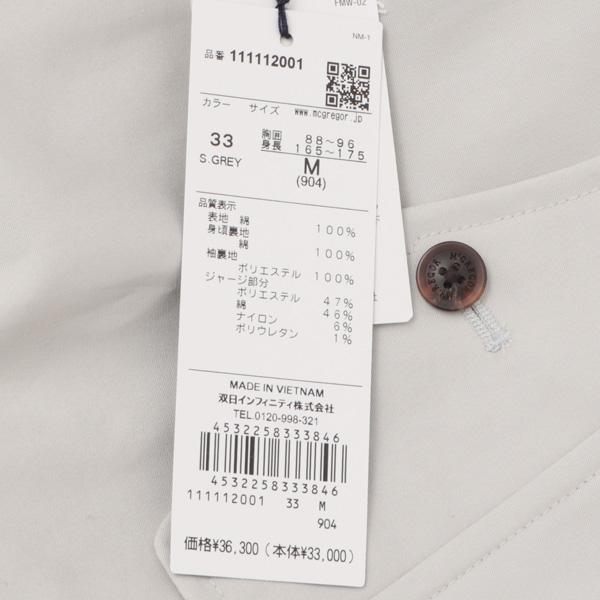 FMW-02
NM-1
品番 111112001
カラー サイズ www.mcgregor.jp
33 胸囲 88~96
身長 165~175
S.GREY M
(904)
品質表示
表地 綿 100%
身頃裏地
綿 100%
袖裏地
ポリエステル 100%
ジャージ部分
ポリエステル 47%
綿 46%
ナイロン 6%
ポリウレタン 1%
MADE IN VIETNAM
双日インフィニティ株式会社
TEL.0120-998-321
4532258333846
4532258333846
111112001 33 M
904
価格¥36,300(本体¥33,000)
McGREGOR McGREGOR